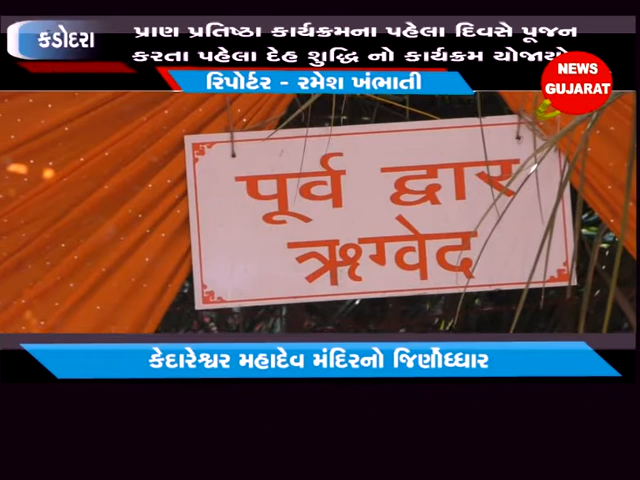 કડોદરા
પ્રાણ પ્રતિષ્ઠા કાર્યક્રમના પહેલા દિવસે પૂજન
કરતા પહેલા દેહ શુદ્ધિ નો કાર્યક્રમ યોજાયો
રિપોર્ટર - રમેશ ખંભાતી
NEWS
GUJARAT
पूर्व द्वार
ऋग्वेद
કેદારેશ્વર મહાદેવ મંદિરનો જિર્ણોધ્ધાર